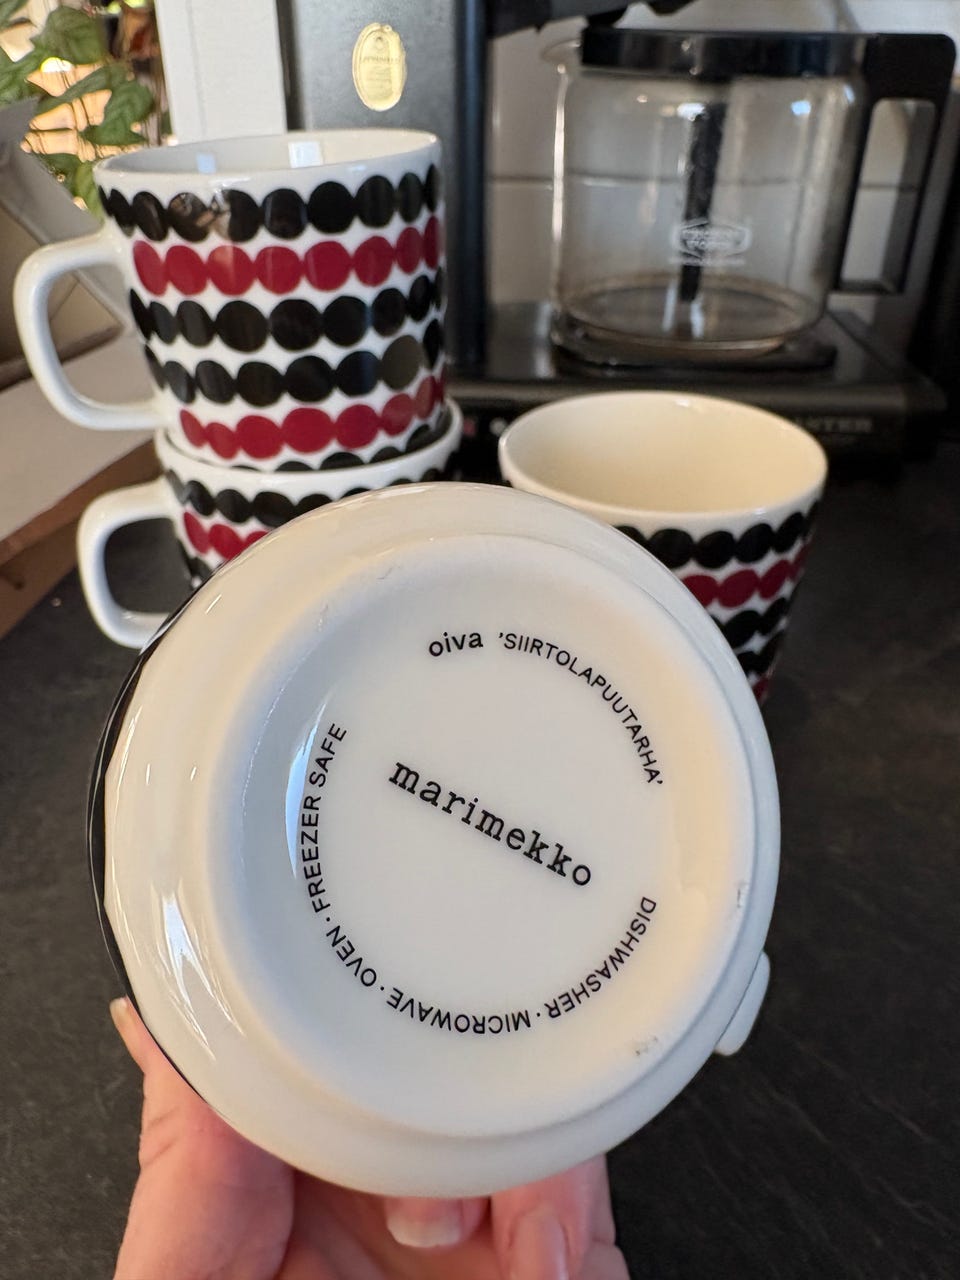 oiva 'SIIRTOLAPUUTARHA'
marimekko
DISHWASHER · MICROWAVE · OVEN · FREEZER SAFE